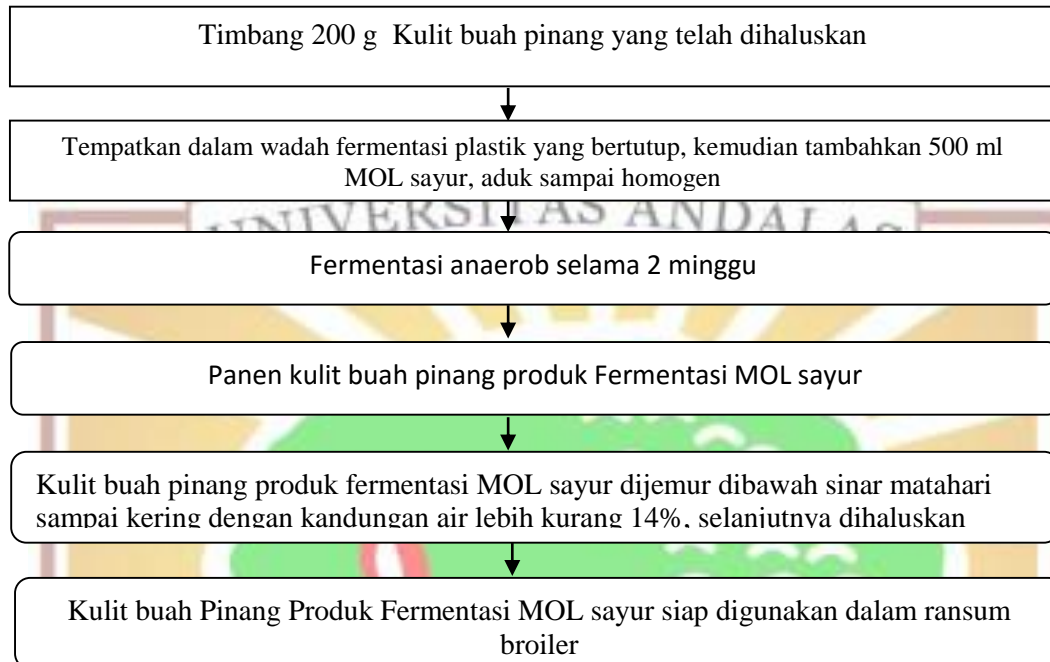 Timbang 200 g Kulit buah pinang yang telah dihaluskan
Tempatkan dalam wadah fermentasi plastik yang bertutup, kemudian tambahkan 500 ml
MOL sayur, aduk sampai homogen
UNIVERSITAS ANDALAS
Fermentasi anaerob selama 2 minggu
Panen kulit buah pinang produk Fermentasi MOL sayur
Kulit buah pinang produk fermentasi MOL sayur dijemur dibawah sinar matahari
sampai kering dengan kandungan air lebih kurang 14%, selanjutnya dihaluskan
Kulit buah Pinang Produk Fermentasi MOL sayur siap digunakan dalam ransum
broiler